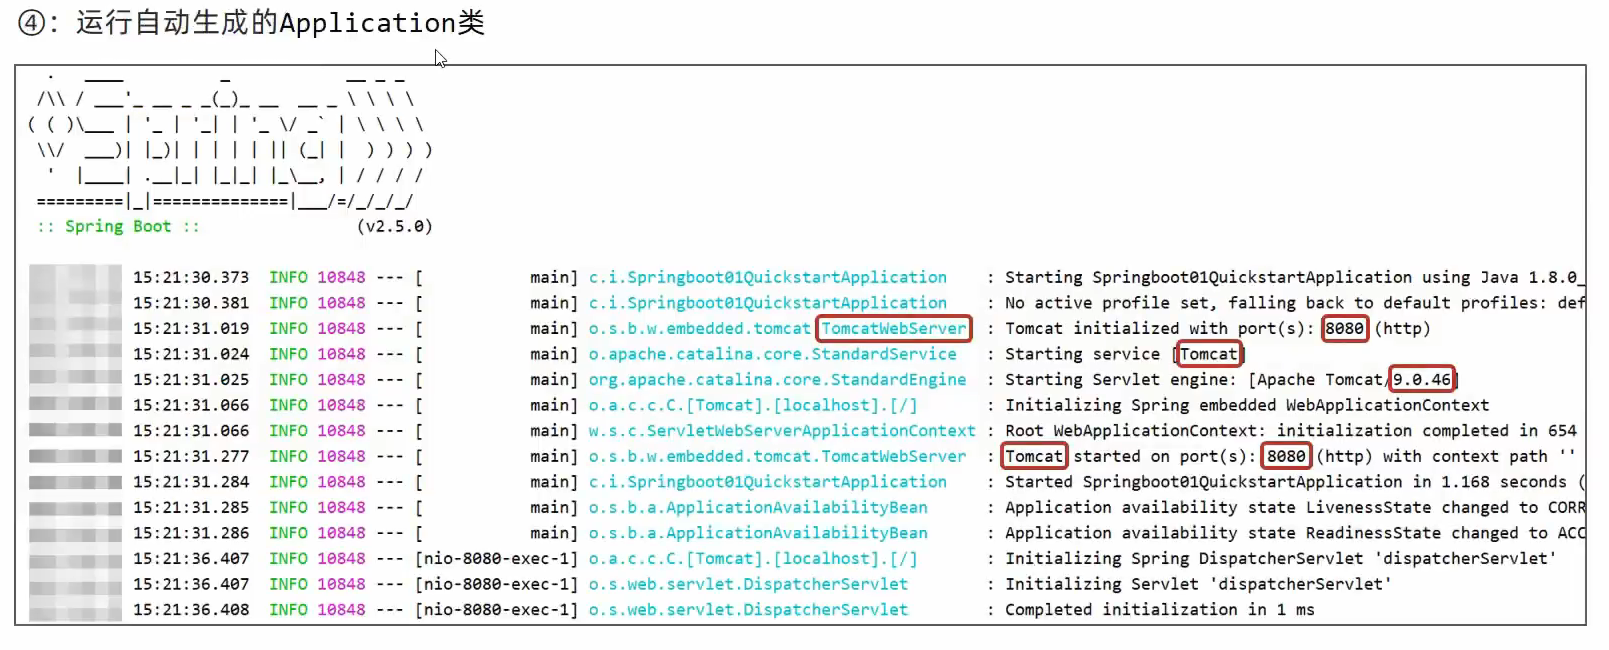 ④：运行自动生成的Application类
:: Spring Boot :: (v2.5.0)
15:21:30.373 INFO 10848 --- [ main] c.i.Springboot01QuickstartApplication : Starting Springboot01QuickstartApplication using Java 1.8.0_
15:21:30.381 INFO 10848 --- [ main] c.i.Springboot01QuickstartApplication : No active profile set, falling back to default profiles: def
15:21:31.019 INFO 10848 --- [ main] o.s.b.w.embedded.tomcat.TomcatWebServer : Tomcat initialized with port(s): 8080 (http)
15:21:31.024 INFO 10848 --- [ main] o.apache.catalina.core.StandardService : Starting service [Tomcat]
15:21:31.025 INFO 10848 --- [ main] org.apache.catalina.core.StandardEngine : Starting Servlet engine: [Apache Tomcat/9.0.46]
15:21:31.066 INFO 10848 --- [ main] o.a.c.c.C.[Tomcat].[localhost].[/] : Initializing Spring embedded WebApplicationContext
15:21:31.066 INFO 10848 --- [ main] w.s.c.ServletWebServerApplicationContext : Root WebApplicationContext: initialization completed in 654
15:21:31.277 INFO 10848 --- [ main] o.s.b.w.embedded.tomcat.TomcatWebServer : Tomcat started on port(s): 8080 (http) with context path ''
15:21:31.284 INFO 10848 --- [ main] c.i.Springboot01QuickstartApplication : Started Springboot01QuickstartApplication in 1.168 seconds (
15:21:31.285 INFO 10848 --- [ main] o.s.b.a.ApplicationAvailabilityBean : Application availability state LivenessState changed to CORR
15:21:31.286 INFO 10848 --- [ main] o.s.b.a.ApplicationAvailabilityBean : Application availability state ReadinessState changed to ACC
15:21:36.407 INFO 10848 --- [nio-8080-exec-1] o.a.c.c.C.[Tomcat].[localhost].[/] : Initializing Spring DispatcherServlet 'dispatcherServlet'
15:21:36.407 INFO 10848 --- [nio-8080-exec-1] o.s.web.servlet.DispatcherServlet : Initializing Servlet 'dispatcherServlet'
15:21:36.408 INFO 10848 --- [nio-8080-exec-1] o.s.web.servlet.DispatcherServlet : Completed initialization in 1 ms